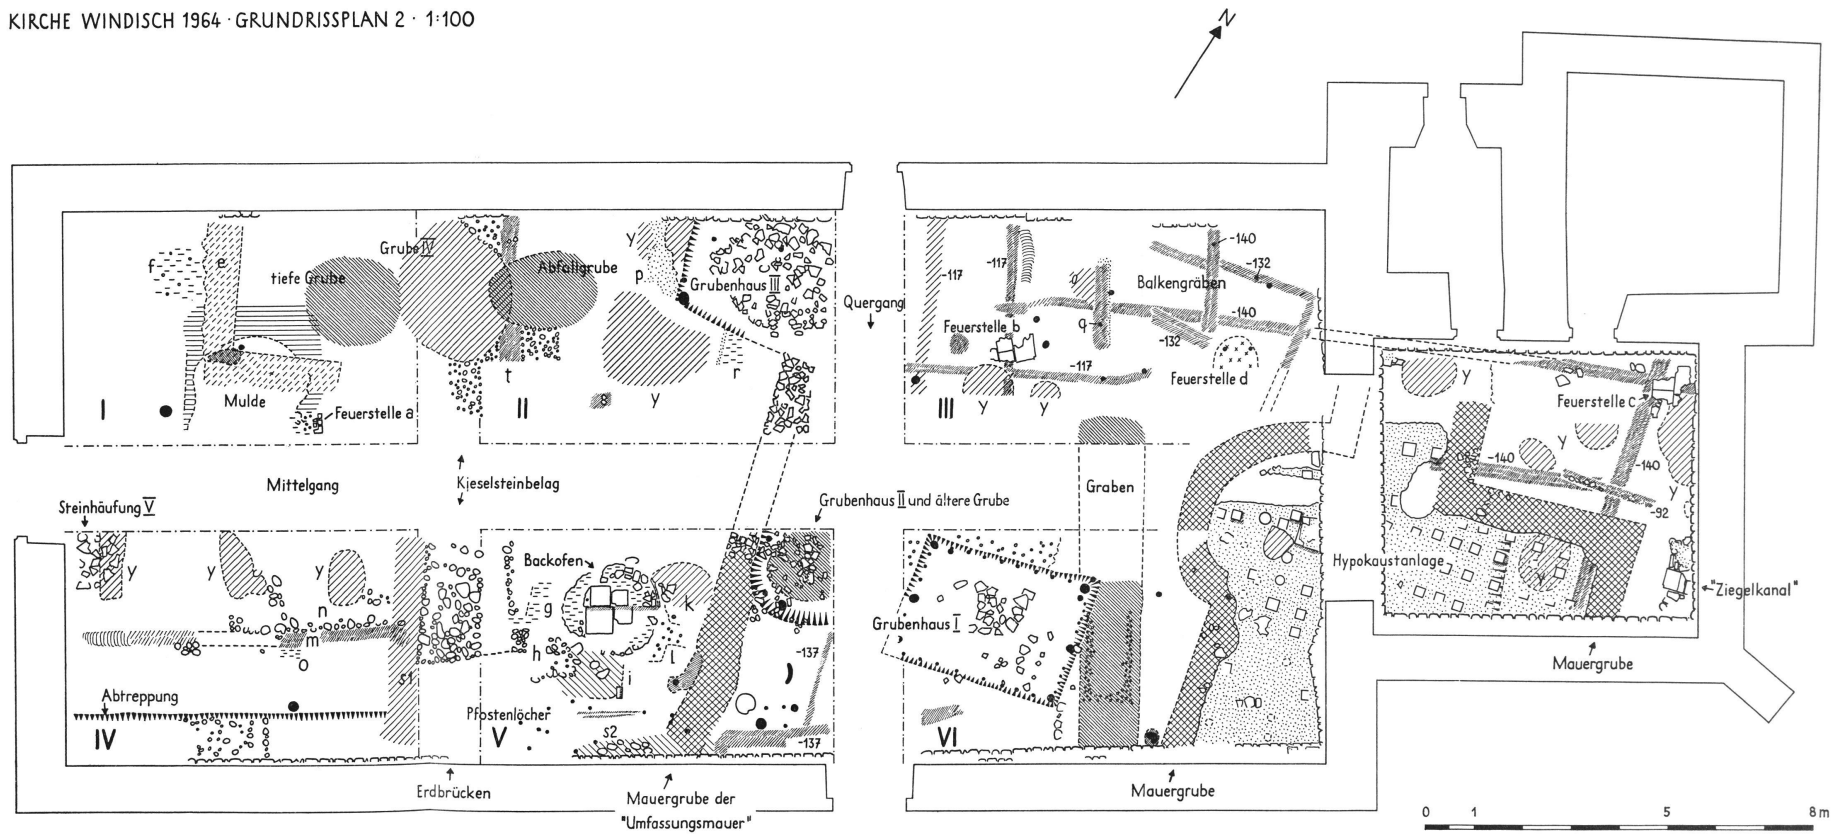 KIRCHE WINDISCH 1964 · GRUNDRISSPLAN 2 · 1:100
N
f
e
tiefe Grube
Grube IV
Abfallgrube
y
p
Grubenhaus III
Quergang
-117
-117
g
Balkengräben
-140
-132
-140
Feuerstelle b
q
-132
-117
Feuerstelle d
y
y
I
Mulde
Feuerstelle a
II
t
8
y
r
III
y
Feuerstelle c
y
-140
-140
y
-92
Mittelgang
Kieselsteinbelag
Graben
Steinhäufung V
Grubenhaus II und ältere Grube
y
y
y
n
m
o
s1
Backofen
g
h
i
k
l
-137
Hypokaustanlage
y
"Ziegelkanal"
Grubenhaus I
Mauergrube
Abtreppung
IV
Pfostenlöcher
V
s2
-137
VI
Erdbrücken
Mauergrube der
"Umfassungsmauer"
Mauergrube
0 1 5 8m